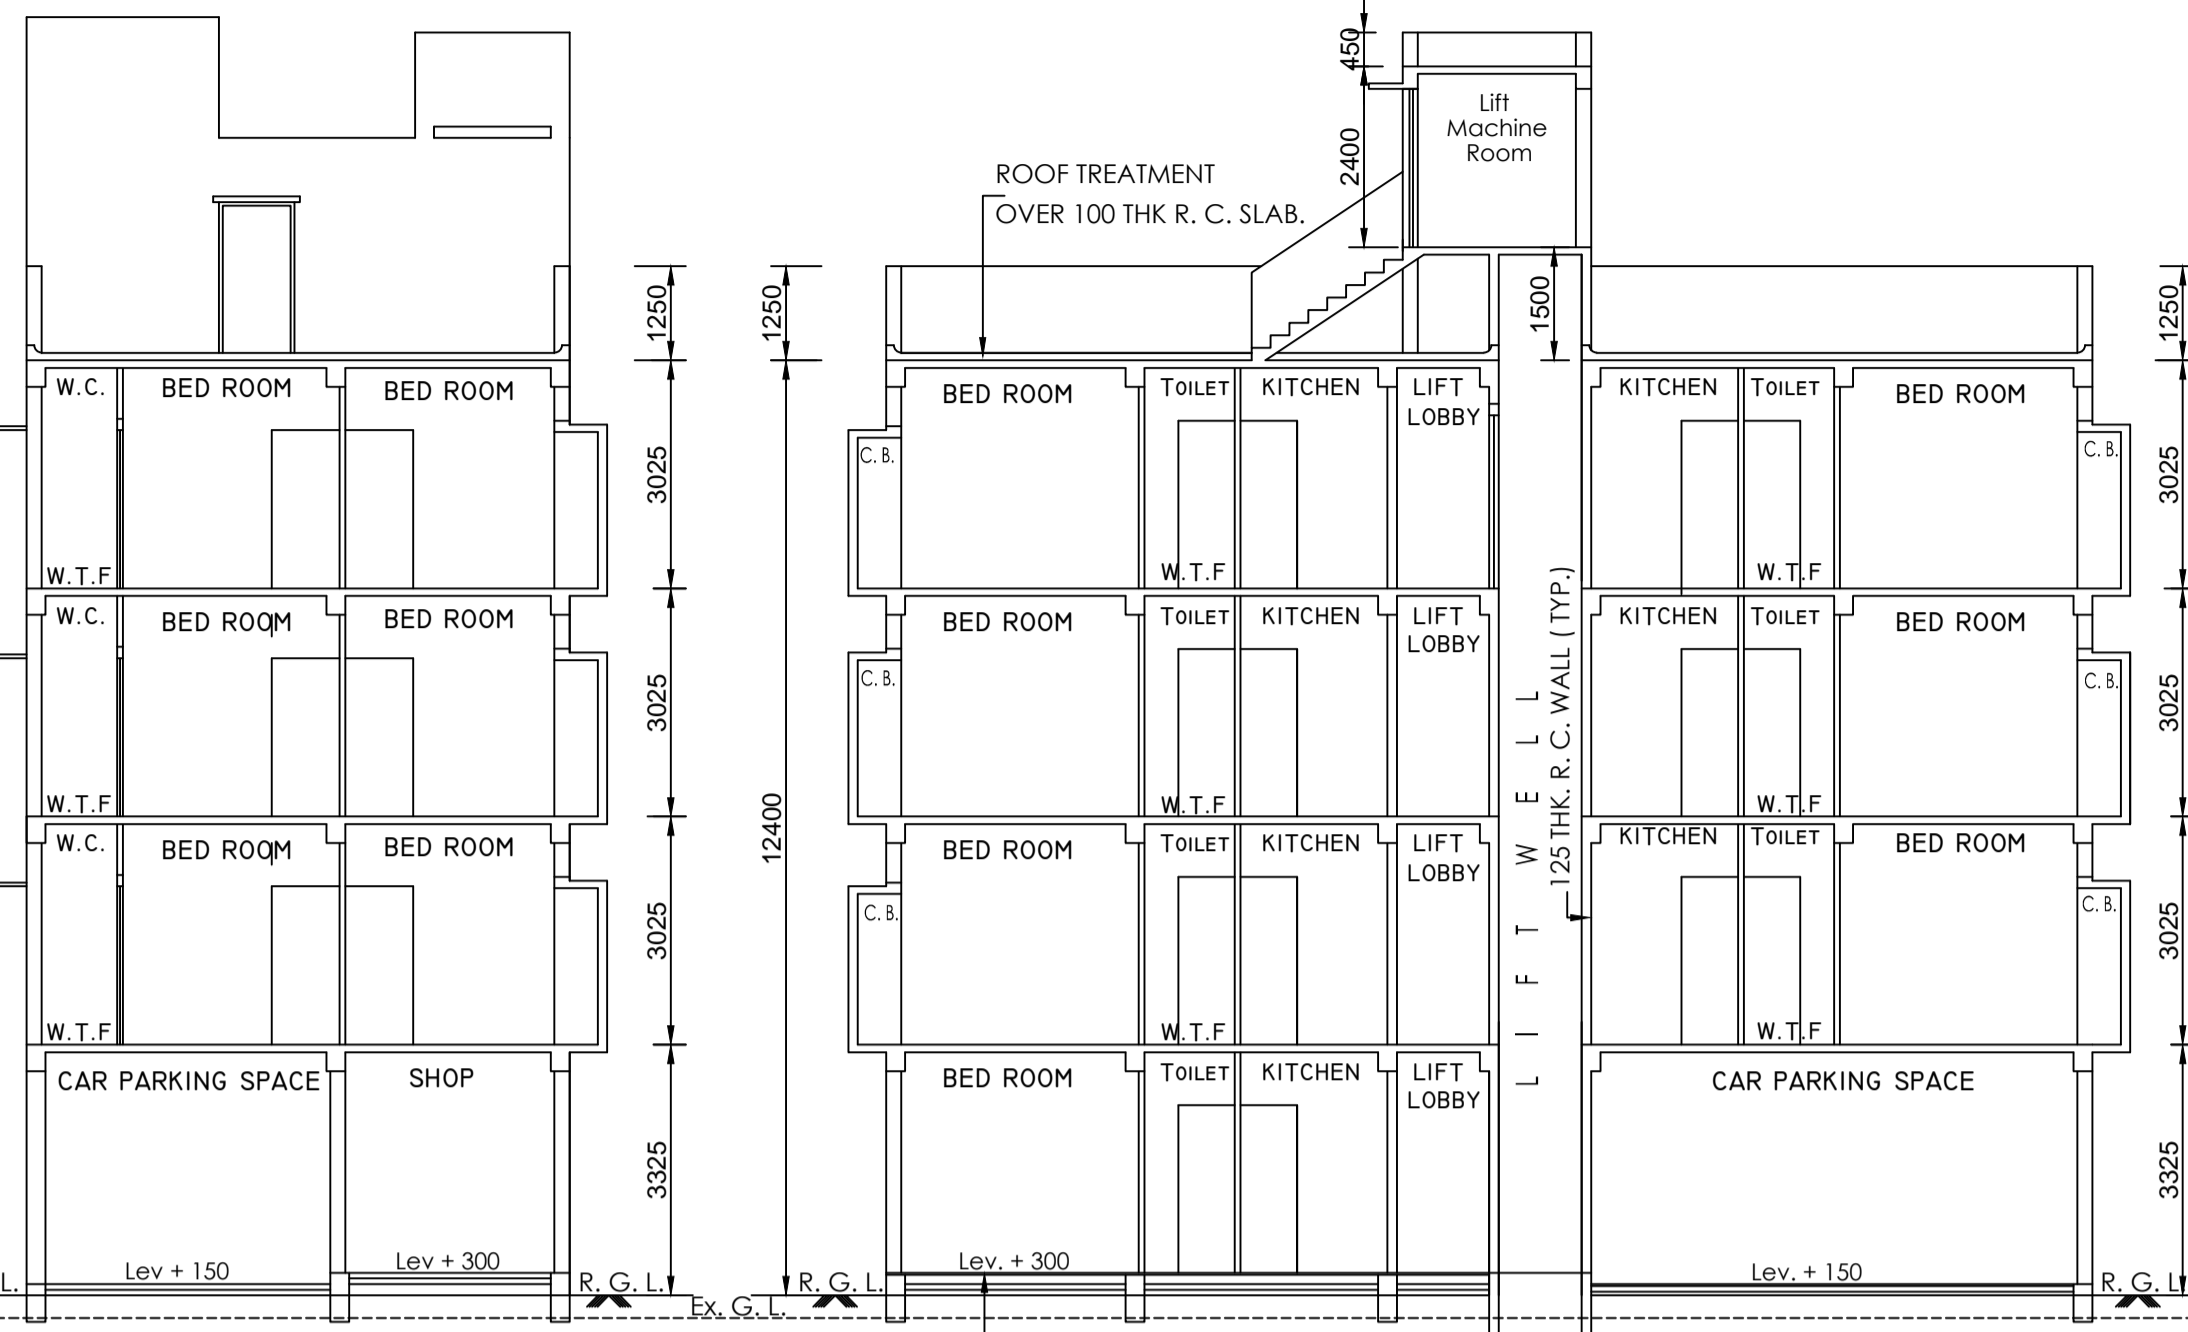 450
Lift
Machine
Room
2400
ROOF TREATMENT
OVER 100 THK R. C. SLAB.
1250
1250
1500
1250
W.C.
BED ROOM
BED ROOM
BED ROOM
TOILET
KITCHEN
LIFT
LOBBY
KITCHEN
TOILET
BED ROOM
3025
C. B.
C. B.
3025
W.T.F
W.T.F
W.T.F
W.C.
BED ROOM
BED ROOM
BED ROOM
TOILET
KITCHEN
LIFT
LOBBY
KITCHEN
TOILET
BED ROOM
3025
C. B.
C. B.
3025
LIFT WELL
125 THK. R. C. WALL (TYP.)
W.T.F
W.T.F
W.T.F
12400
W.C.
BED ROOM
BED ROOM
BED ROOM
TOILET
KITCHEN
LIFT
LOBBY
KITCHEN
TOILET
BED ROOM
3025
C. B.
C. B.
3025
W.T.F
W.T.F
W.T.F
CAR PARKING SPACE
SHOP
BED ROOM
TOILET
KITCHEN
LIFT
LOBBY
CAR PARKING SPACE
3325
3325
Lev + 150
Lev + 300
Lev. + 300
Lev. + 150
L.
R. G. L.
Ex. G. L.
R. G. L.
R. G. L